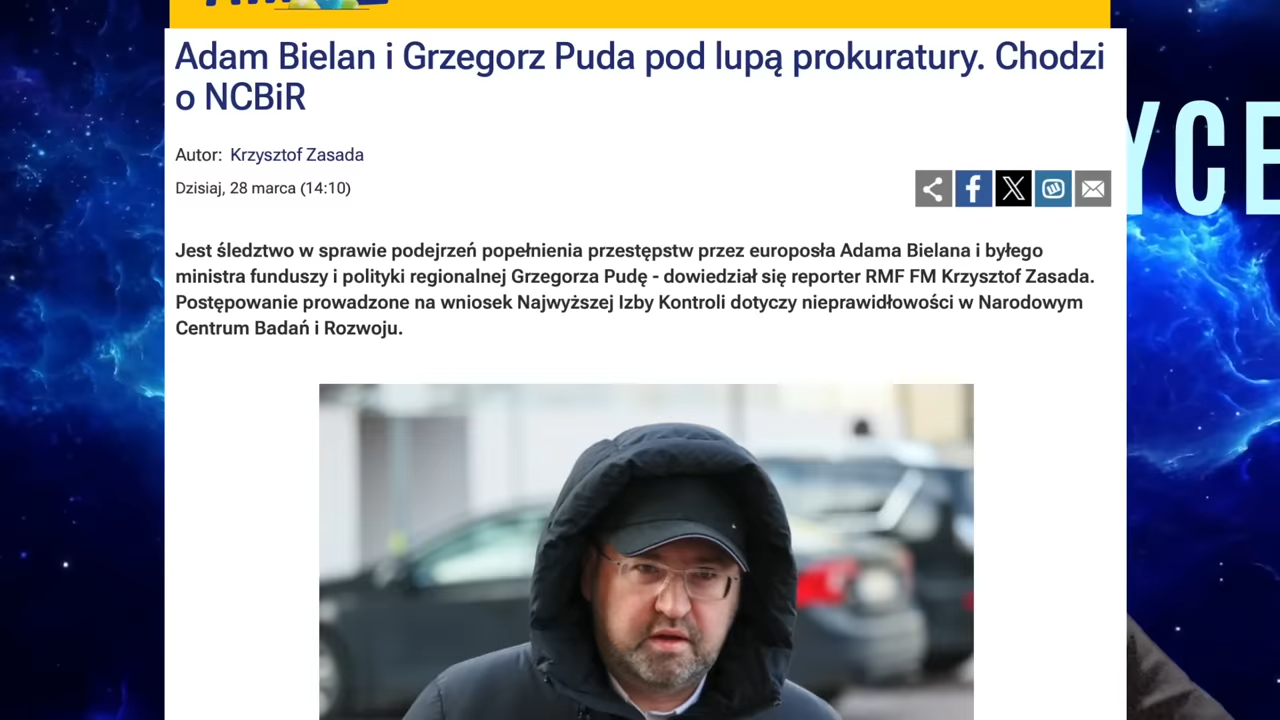 Adam Bielan i Grzegorz Puda pod lupą prokuratury. Chodzi
o NCBiR
Autor: Krzysztof Zasada
Dzisiaj, 28 marca (14:10)
Jest śledztwo w sprawie podejrzeń popełnienia przestępstw przez europosła Adama Bielana i byłego
ministra funduszy i polityki regionalnej Grzegorza Pudę - dowiedział się reporter RMF FM Krzysztof Zasada.
Postępowanie prowadzone na wniosek Najwyższej Izby Kontroli dotyczy nieprawidłowości w Narodowym
Centrum Badań i Rozwoju.
YCE